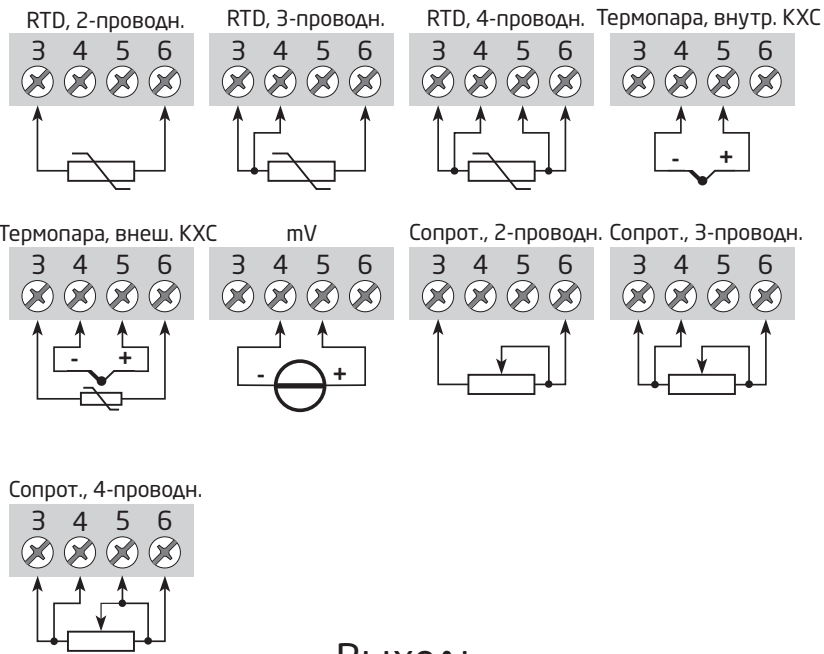 RTD, 2-проводн. RTD, 3-проводн. RTD, 4-проводн. Термопара, внутр. КХС
3 4 5 6 3 4 5 6 3 4 5 6 3 4 5 6
- +
Термопара, внеш. КХС mV Сопрот., 2-проводн. Сопрот., 3-проводн.
3 4 5 6 3 4 5 6 3 4 5 6 3 4 5 6
- + - +
Сопрот., 4-проводн.
3 4 5 6